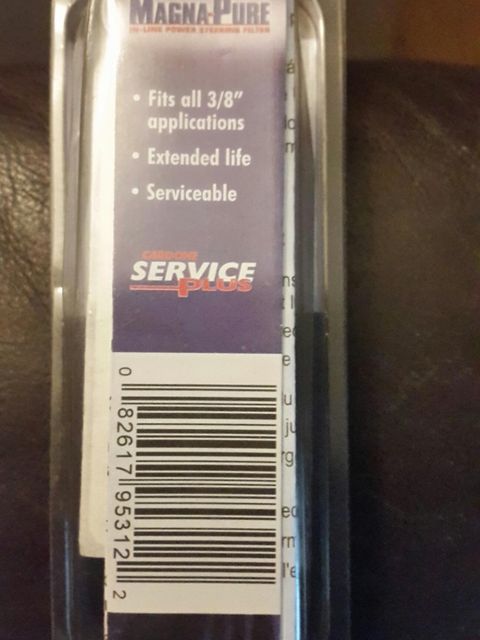 MAGNA-PURE
IN-LINE POWER STEERING FILTER
• Fits all 3/8"
applications
• Extended life
• Serviceable
CARDONE
SERVICE
PLUS
0 82617 95312 2